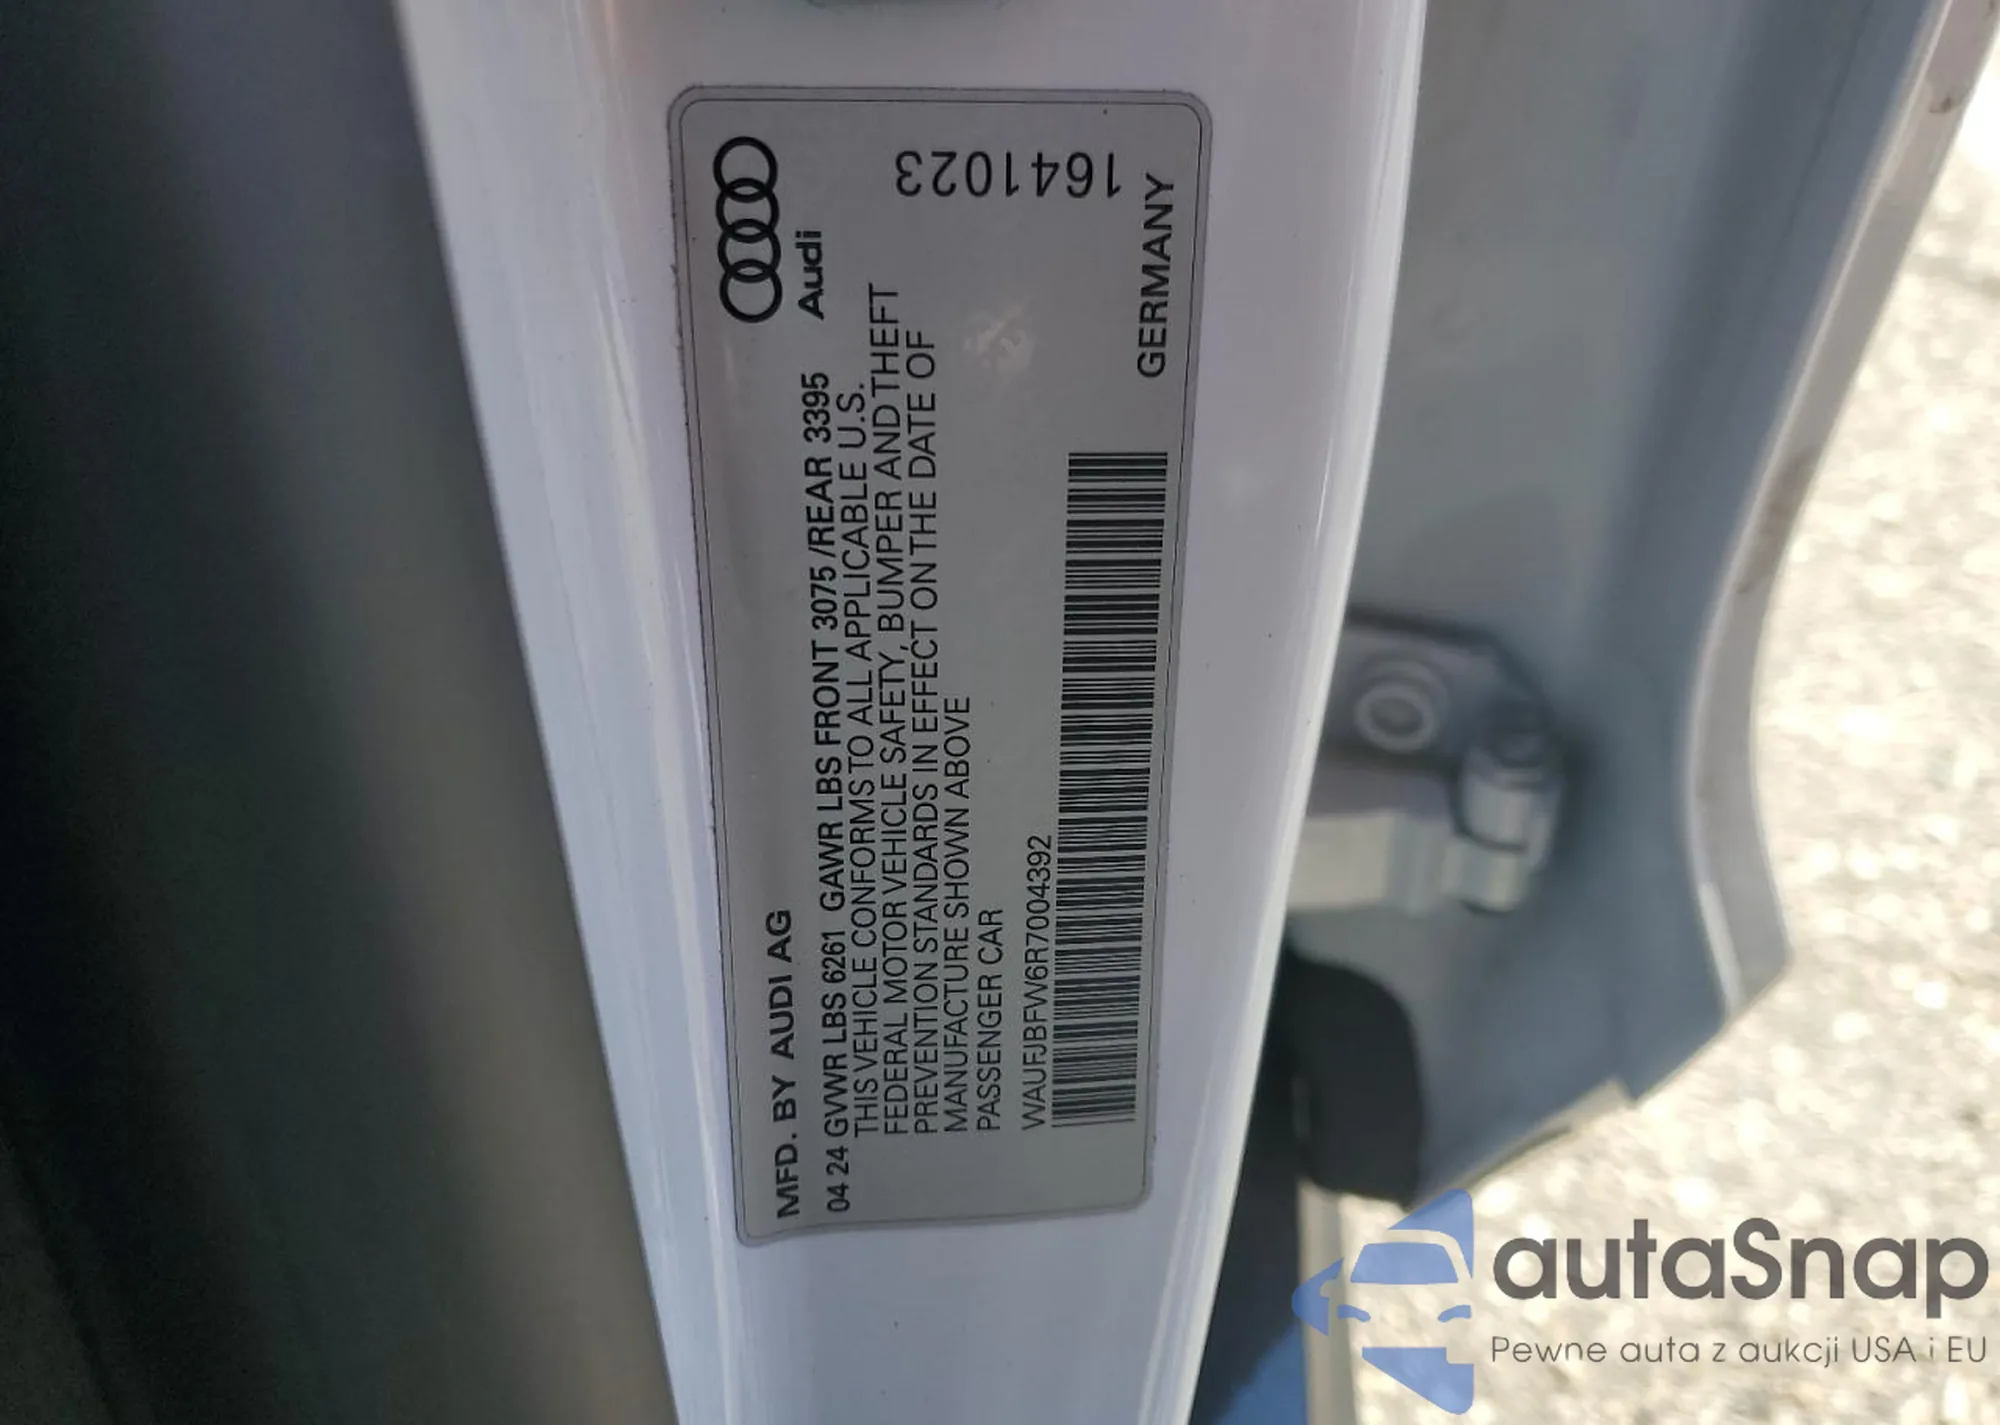 MFD. BY AUDI AG
Audi
04 24 GVWR LBS 6261 GAWR LBS FRONT 3075 /REAR 3395
THIS VEHICLE CONFORMS TO ALL APPLICABLE U.S.
FEDERAL MOTOR VEHICLE SAFETY, BUMPER AND THEFT
PREVENTION STANDARDS IN EFFECT ON THE DATE OF
MANUFACTURE SHOWN ABOVE
PASSENGER CAR
1641023
WAUFJBFW6R7004392
GERMANY
autaSnap
Pewne auta z aukcji USA i EU